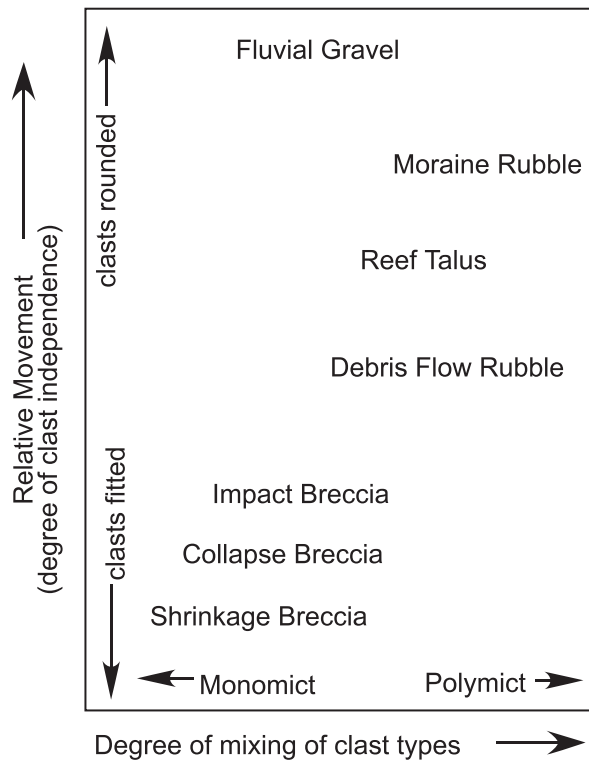 Fluvial Gravel
Moraine Rubble
Reef Talus
Debris Flow Rubble
Impact Breccia
Collapse Breccia
Shrinkage Breccia
Monomict
Polymict
clasts rounded
clasts fitted
Relative Movement
(degree of clast independence)
Degree of mixing of clast types